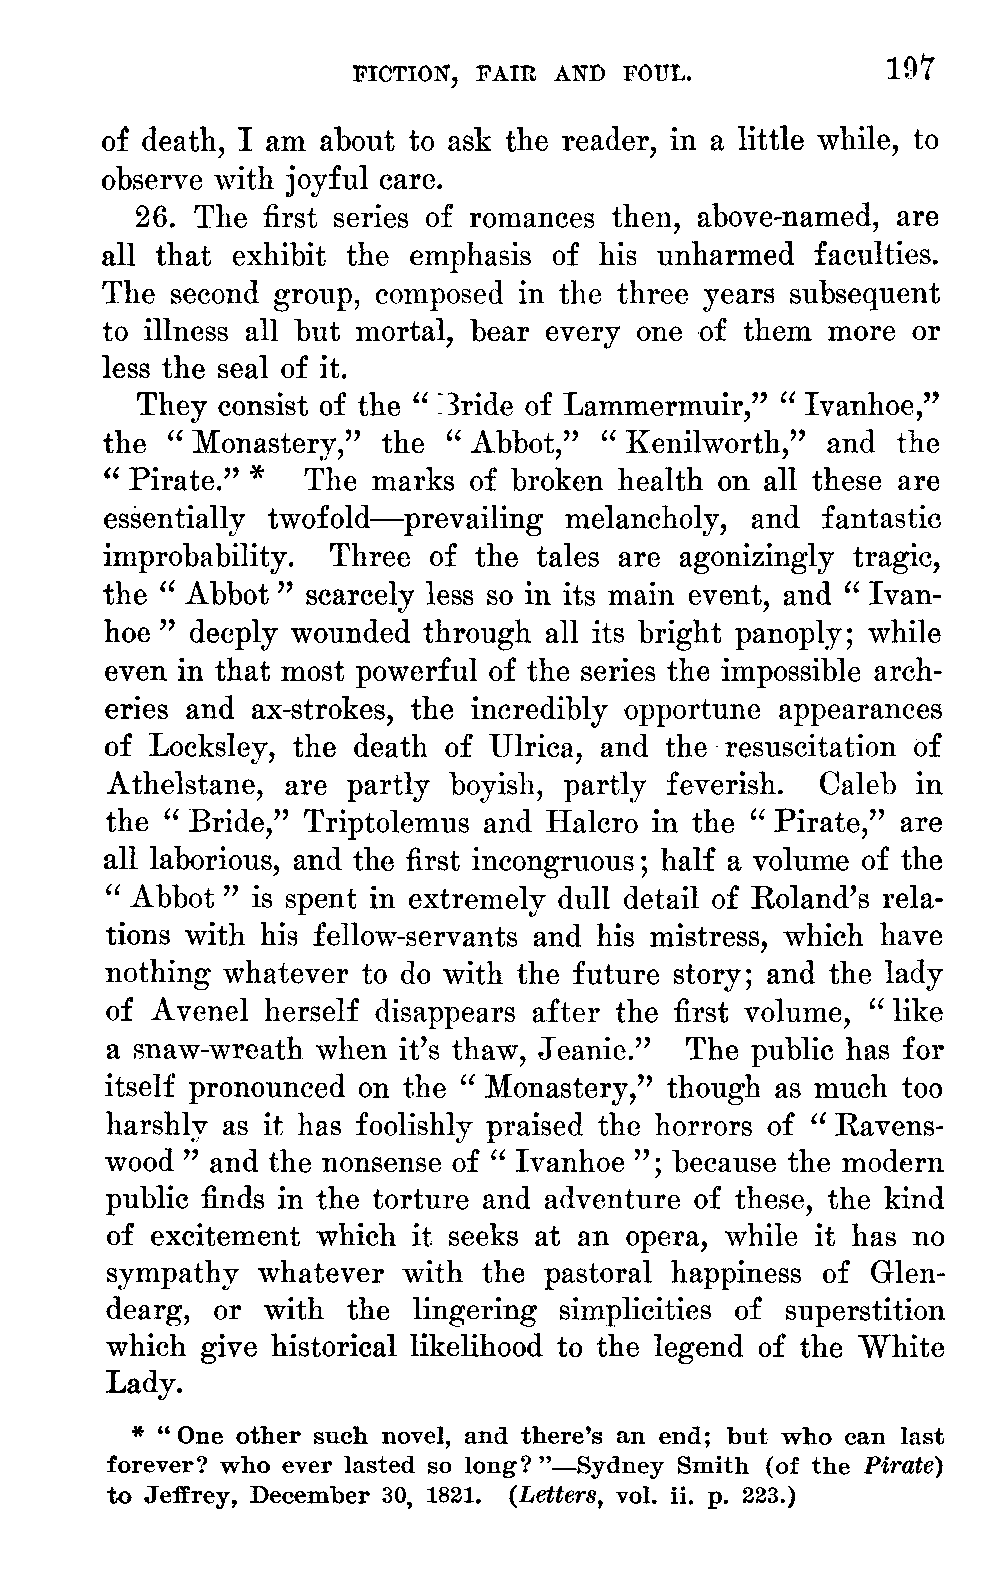 FICTION, FAIR AND FOUL. 197
of death, I am about to ask the reader, in a little while, to
observe with joyful care.
26. The first series of romances then, above-named, are
all that exhibit the emphasis of his unharmed faculties.
The second group, composed in the three years subsequent
to illness all but mortal, bear every one of them more or
less the seal of it.
They consist of the “ Bride of Lammermuir,” “ Ivanhoe,”
the “ Monastery,” the “ Abbot,” “ Kenilworth,” and the
“ Pirate.” * The marks of broken health on all these are
essentially twofold—prevailing melancholy, and fantastic
improbability. Three of the tales are agonizingly tragic,
the “ Abbot ” scarcely less so in its main event, and “ Ivan-
hoe ” deeply wounded through all its bright panoply; while
even in that most powerful of the series the impossible arch-
eries and ax-strokes, the incredibly opportune appearances
of Locksley, the death of Ulrica, and the resuscitation of
Athelstane, are partly boyish, partly feverish. Caleb in
the “ Bride,” Triptolemus and Halcro in the “ Pirate,” are
all laborious, and the first incongruous; half a volume of the
“ Abbot ” is spent in extremely dull detail of Roland’s rela-
tions with his fellow-servants and his mistress, which have
nothing whatever to do with the future story; and the lady
of Avenel herself disappears after the first volume, “ like
a snaw-wreath when it’s thaw, Jeanie.” The public has for
itself pronounced on the “ Monastery,” though as much too
harshly as it has foolishly praised the horrors of “ Ravens-
wood ” and the nonsense of “ Ivanhoe ”; because the modern
public finds in the torture and adventure of these, the kind
of excitement which it seeks at an opera, while it has no
sympathy whatever with the pastoral happiness of Glen-
dearg, or with the lingering simplicities of superstition
which give historical likelihood to the legend of the White
Lady.
* “ One other such novel, and there’s an end; but who can last
forever? who ever lasted so long? ”—Sydney Smith (of the Pirate)
to Jeffrey, December 30, 1821. (Letters, vol. ii. p. 223.)